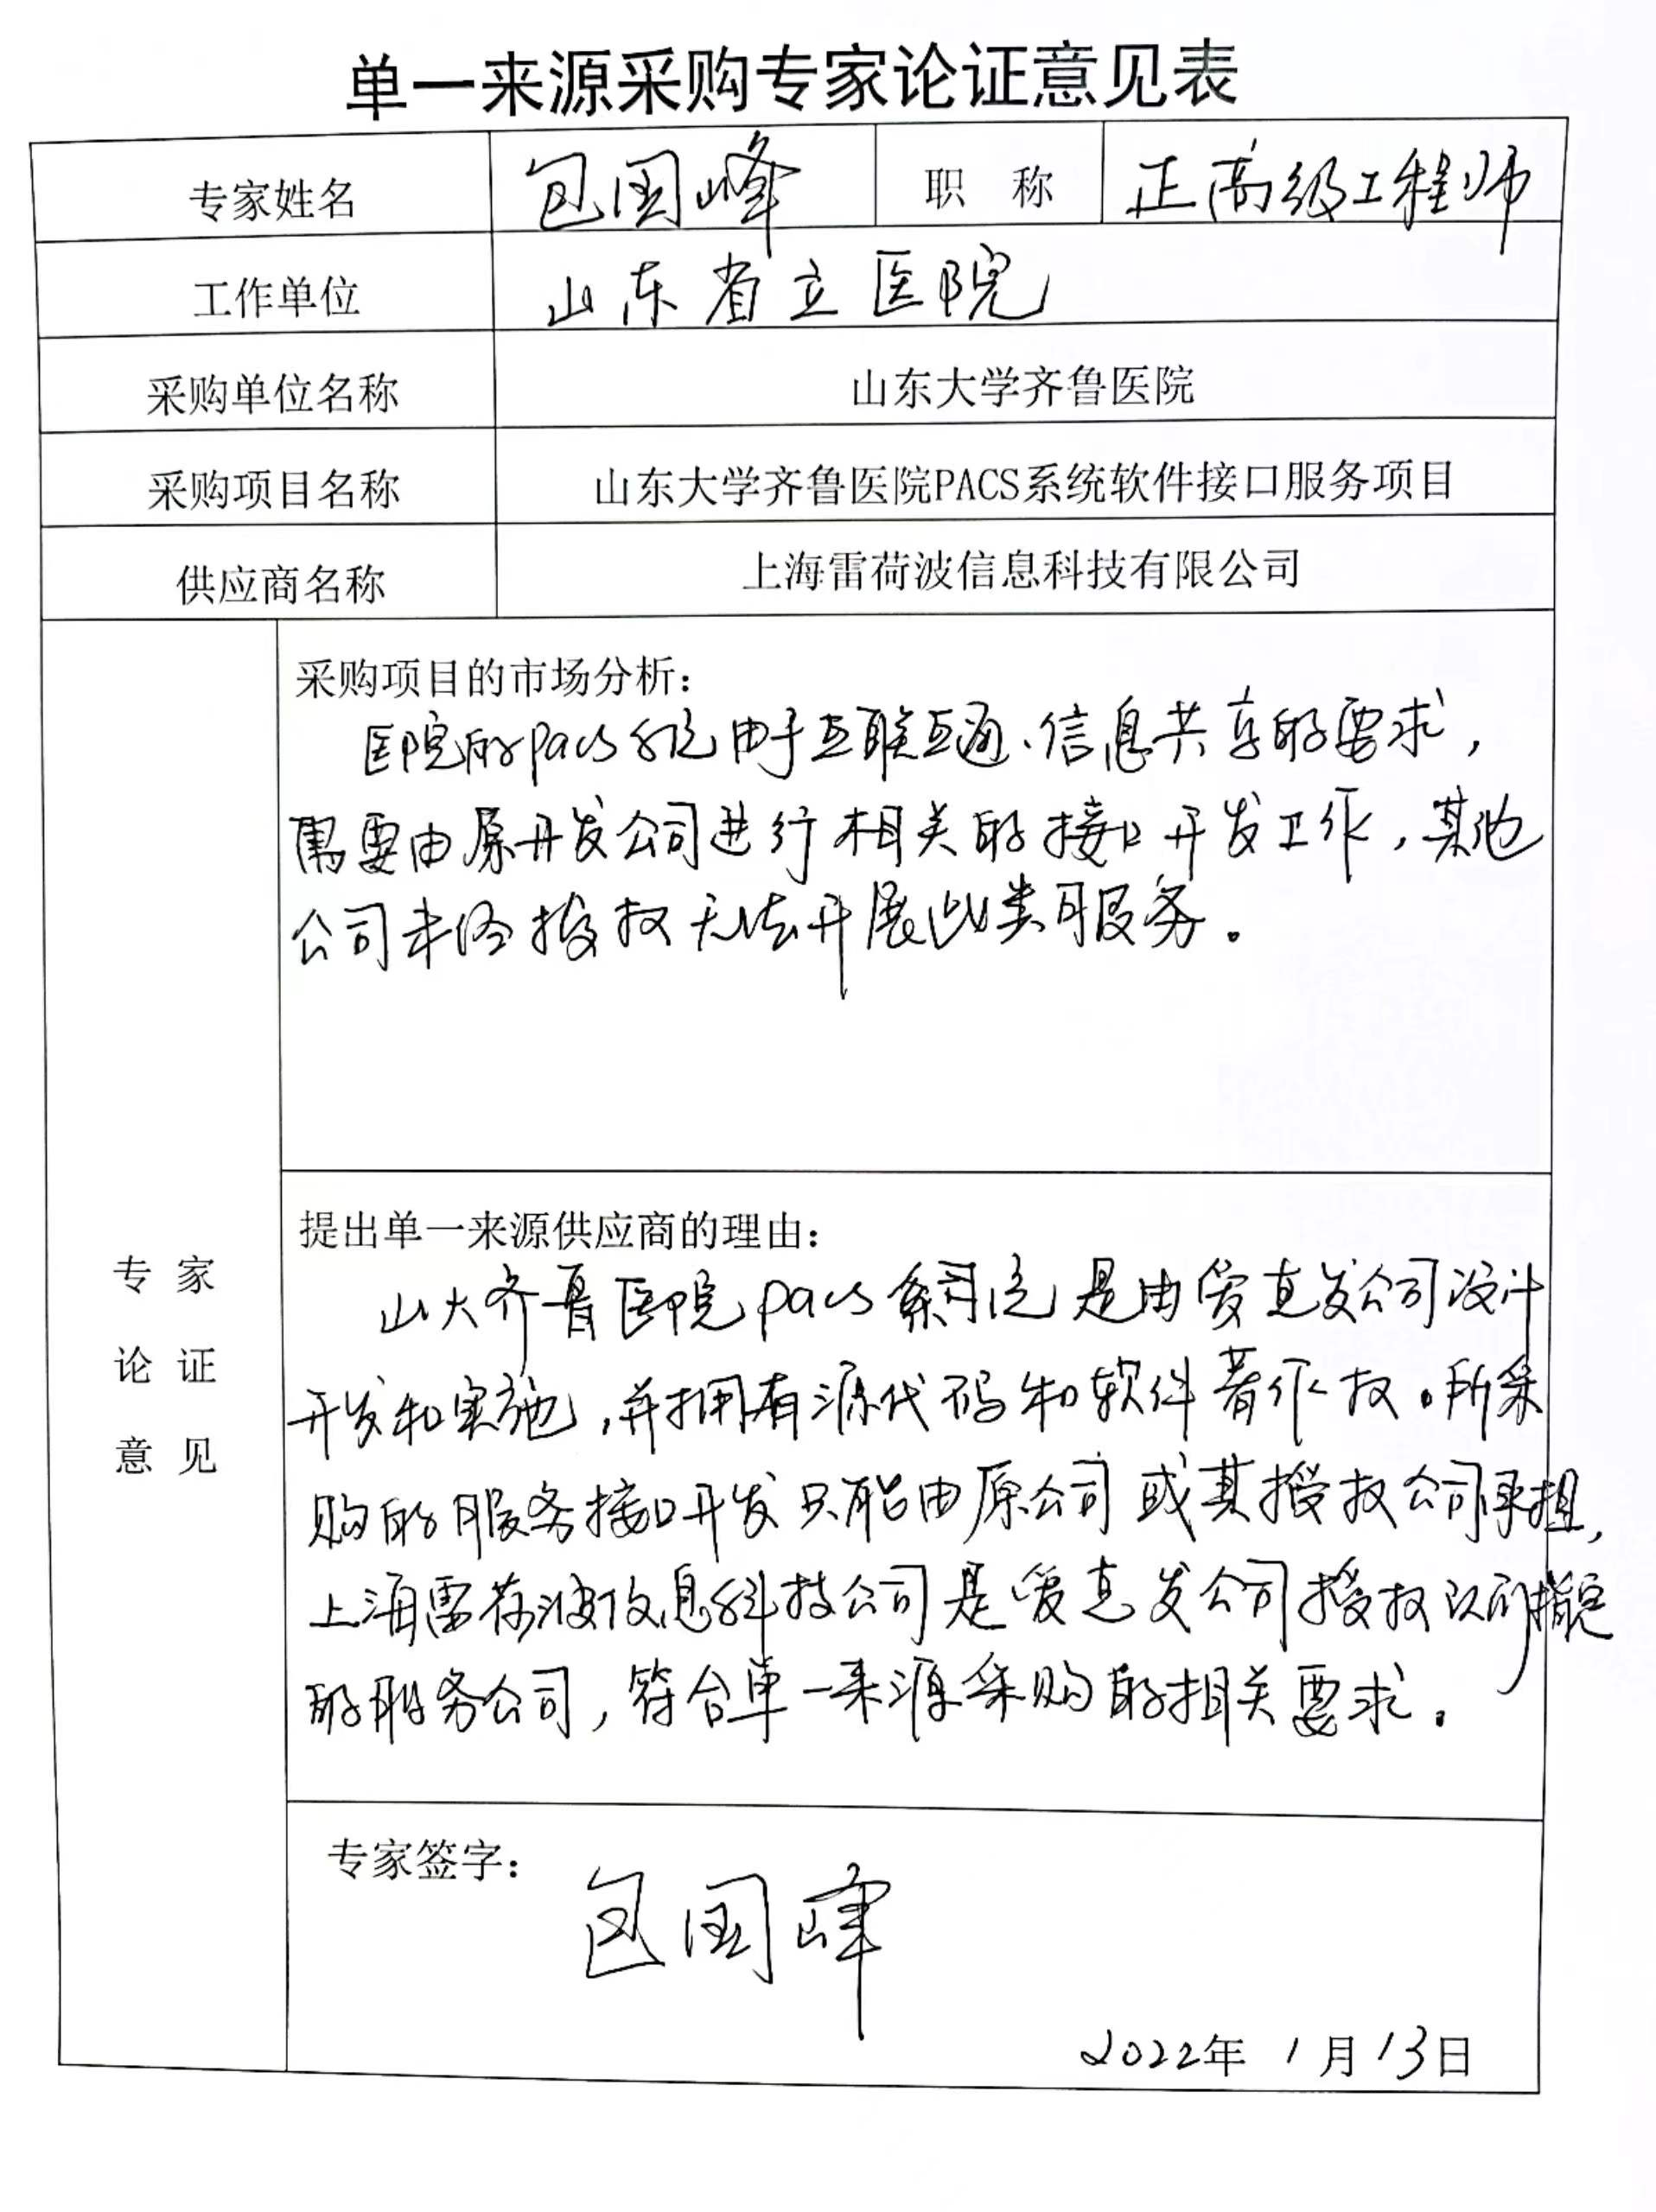 单一来源采购专家论证意见表
专家姓名 包国峰 职 称 正高级工程师
工作单位 山东省立医院
采购单位名称 山东大学齐鲁医院
采购项目名称 山东大学齐鲁医院PACS系统软件接口服务项目
供应商名称 上海雷荷波信息科技有限公司
专 家
论 证
意 见
采购项目的市场分析：
医院的pacs系统由于互联互通、信息共享的要求，
需要由原开发公司进行相关的接口开发工作，其他
公司未经授权无法开展此类服务。
提出单一来源供应商的理由：
山大齐鲁医院pacs系统是由爱克发公司设计
开发和实施，并拥有源代码和软件著作权。所采
购的服务接口开发只能由原公司或其授权公司承担，
上海雷荷波信息科技公司是爱克发公司授权认可指定
的服务公司，符合单一来源采购的相关要求。
专家签字：
包国峰
2022年 1月13日